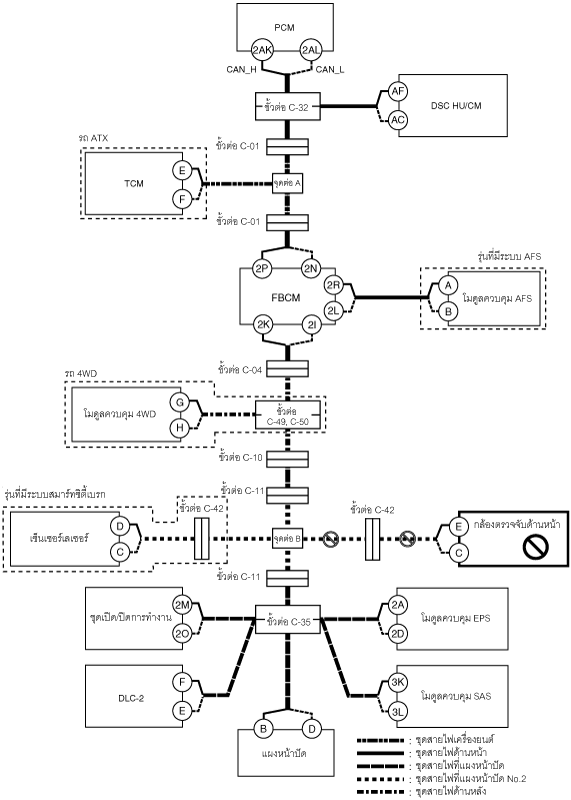 PCM
2AK
2AL
CAN_H
CAN_L
ขั้วต่อ C-32
AF
AC
DSC HU/CM
ขั้วต่อ C-01
รถ ATX
TCM
E
F
จุดต่อ A
ขั้วต่อ C-01
2P
2N
FBCM
2R
2L
2K
2I
รุ่นที่มีระบบ AFS
A
B
โมดูลควบคุม AFS
ขั้วต่อ C-04
รถ 4WD
โมดูลควบคุม 4WD
G
H
ขั้วต่อ
C-49, C-50
ขั้วต่อ C-10
ขั้วต่อ C-11
รุ่นที่มีระบบสมาร์ทซิตี้เบรก
ขั้วต่อ C-42
เซ็นเซอร์เลเซอร์
D
C
จุดต่อ B
ขั้วต่อ C-42
E
C
กล้องตรวจจับด้านหน้า
ขั้วต่อ C-11
ชุดเปิด/ปิดการทำงาน
2M
2O
ขั้วต่อ C-35
2A
2D
โมดูลควบคุม EPS
DLC-2
F
E
3K
3L
โมดูลควบคุม SAS
B
D
แผงหน้าปัด
: ชุดสายไฟเครื่องยนต์
: ชุดสายไฟด้านหน้า
: ชุดสายไฟที่แผงหน้าปัด
: ชุดสายไฟที่แผงหน้าปัด No.2
: ชุดสายไฟด้านหลัง